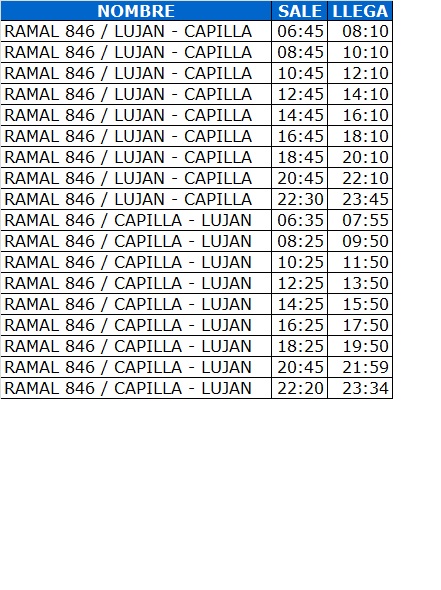 NOMBRE SALE LLEGA
RAMAL 846 / LUJAN - CAPILLA 06:45 08:10
RAMAL 846 / LUJAN - CAPILLA 08:45 10:10
RAMAL 846 / LUJAN - CAPILLA 10:45 12:10
RAMAL 846 / LUJAN - CAPILLA 12:45 14:10
RAMAL 846 / LUJAN - CAPILLA 14:45 16:10
RAMAL 846 / LUJAN - CAPILLA 16:45 18:10
RAMAL 846 / LUJAN - CAPILLA 18:45 20:10
RAMAL 846 / LUJAN - CAPILLA 20:45 22:10
RAMAL 846 / LUJAN - CAPILLA 22:30 23:45
RAMAL 846 / CAPILLA - LUJAN 06:35 07:55
RAMAL 846 / CAPILLA - LUJAN 08:25 09:50
RAMAL 846 / CAPILLA - LUJAN 10:25 11:50
RAMAL 846 / CAPILLA - LUJAN 12:25 13:50
RAMAL 846 / CAPILLA - LUJAN 14:25 15:50
RAMAL 846 / CAPILLA - LUJAN 16:25 17:50
RAMAL 846 / CAPILLA - LUJAN 18:25 19:50
RAMAL 846 / CAPILLA - LUJAN 20:45 21:59
RAMAL 846 / CAPILLA - LUJAN 22:20 23:34